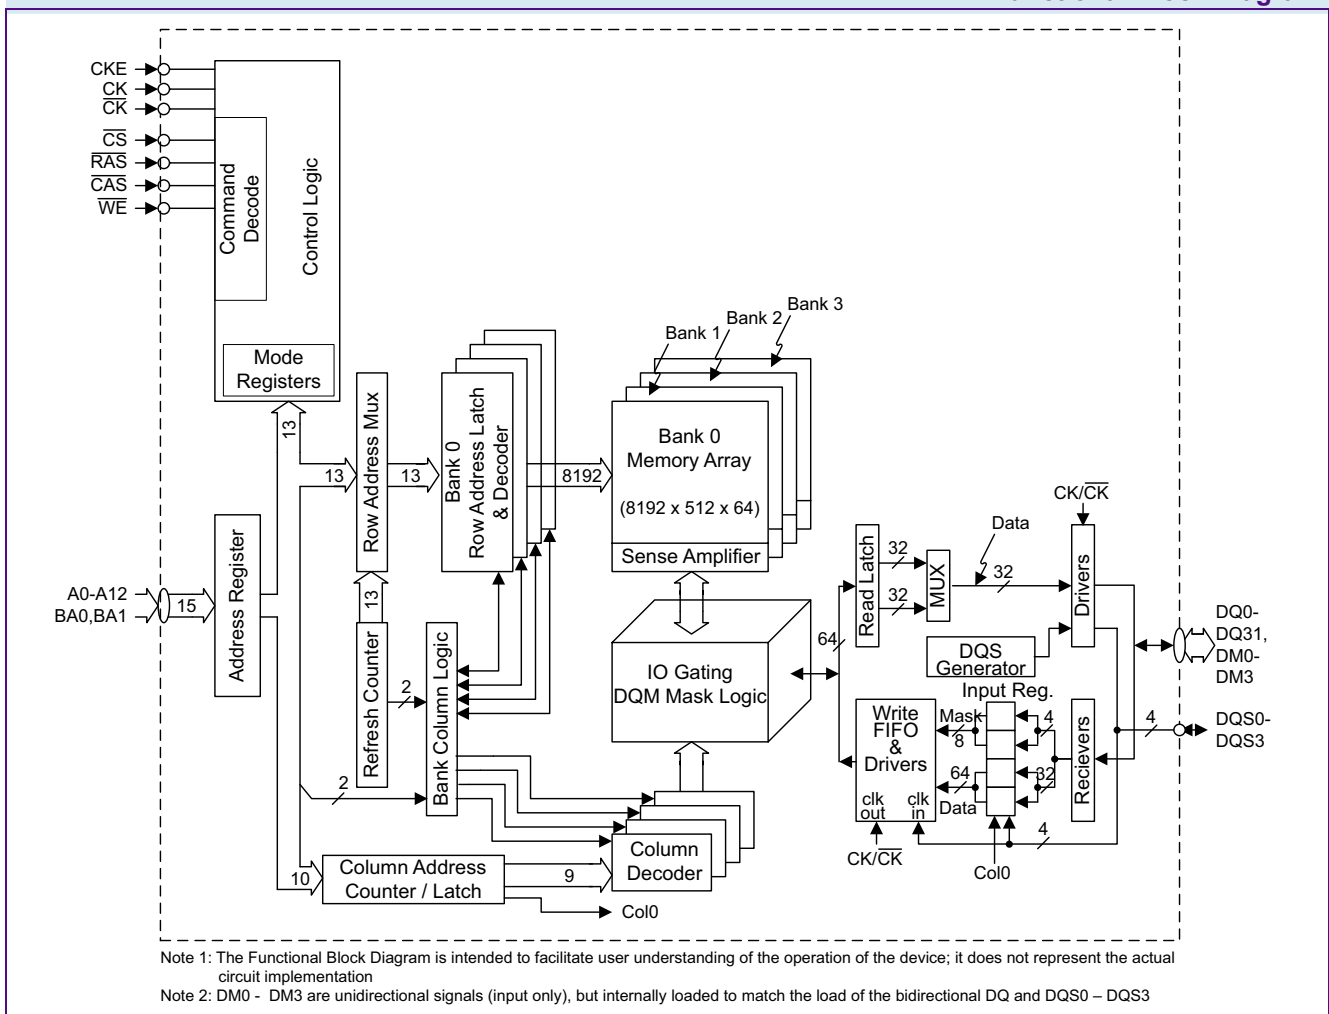 CKE
CK
CK
CS
RAS
CAS
WE
Command
Decode
Control Logic
Mode
Registers
13
13
Row Address Mux
13
Bank 0
Row Address Latch
& Decoder
8192
Bank 1
Bank 2
Bank 3
Bank 0
Memory Array
(8192 x 512 x 64)
Sense Amplifier
A0-A12
BA0,BA1
15
Address Register
13
Refresh Counter
2
Bank Column Logic
2
IO Gating
DQM Mask Logic
64
Read Latch
32
32
MUX
Data
32
CK/CK
Drivers
DQS
Generator
Input Reg.
DQ0-
DQ31,
DM0-
DM3
4
DQS0-
DQS3
Write
FIFO
&
Drivers
clk
out
clk
in
Mask
8
64
Data
4
32
Recievers
4
CK/CK
Col0
10
Column Address
Counter / Latch
9
Column
Decoder
Col0
Note 1: The Functional Block Diagram is intended to facilitate user understanding of the operation of the device; it does not represent the actual
circuit implementation
Note 2: DM0 - DM3 are unidirectional signals (input only), but internally loaded to match the load of the bidirectional DQ and DQS0 – DQS3